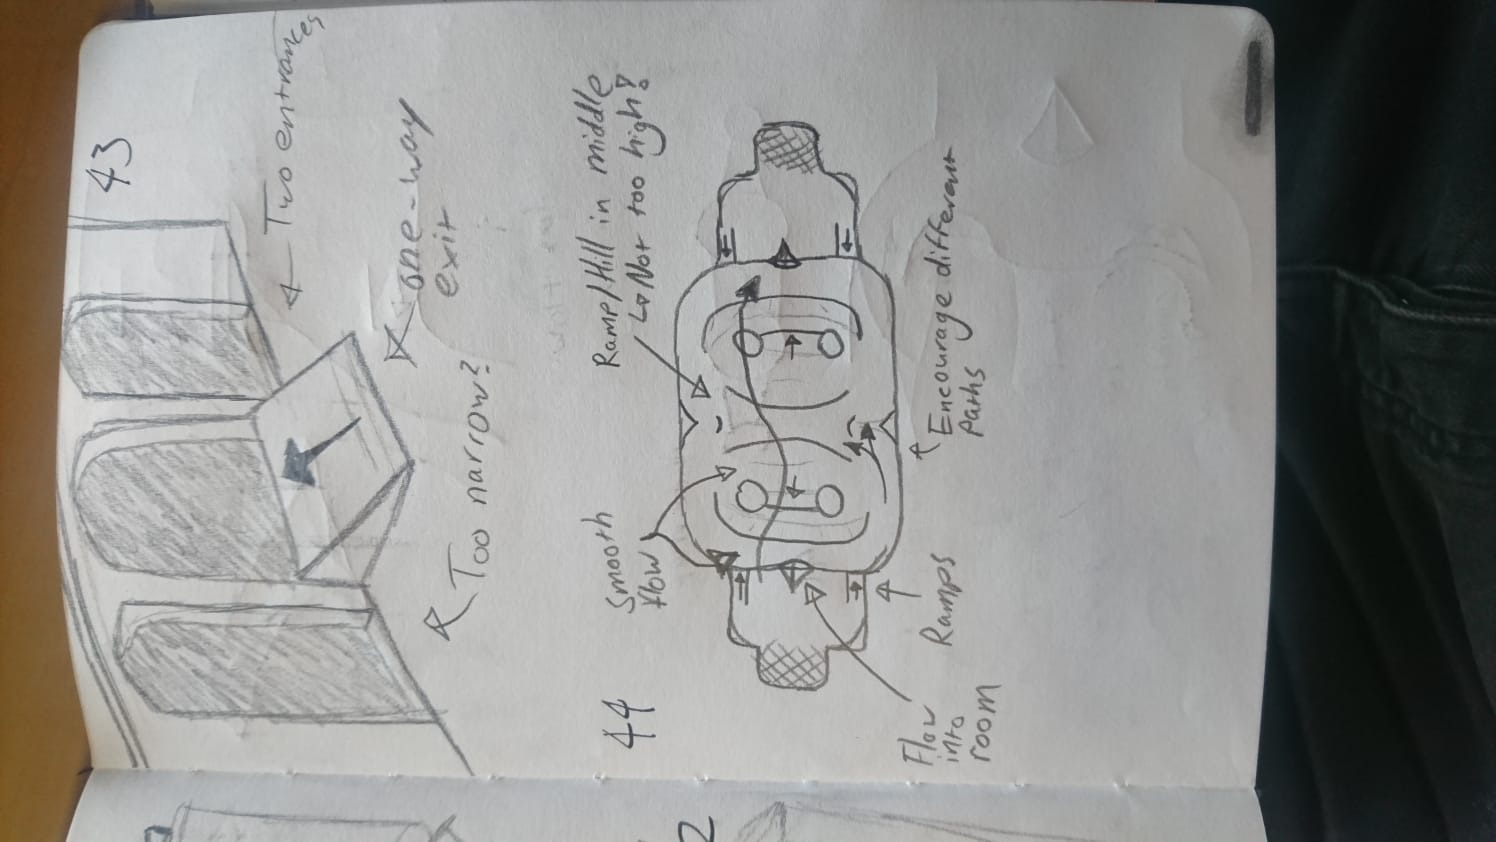 43
Two entrances
one-way
exit
Too narrow?
44
Ramp/Hill in middle
Not too high!
Smooth
flow
Encourage different
paths
Ramps
Flow
into
room
2